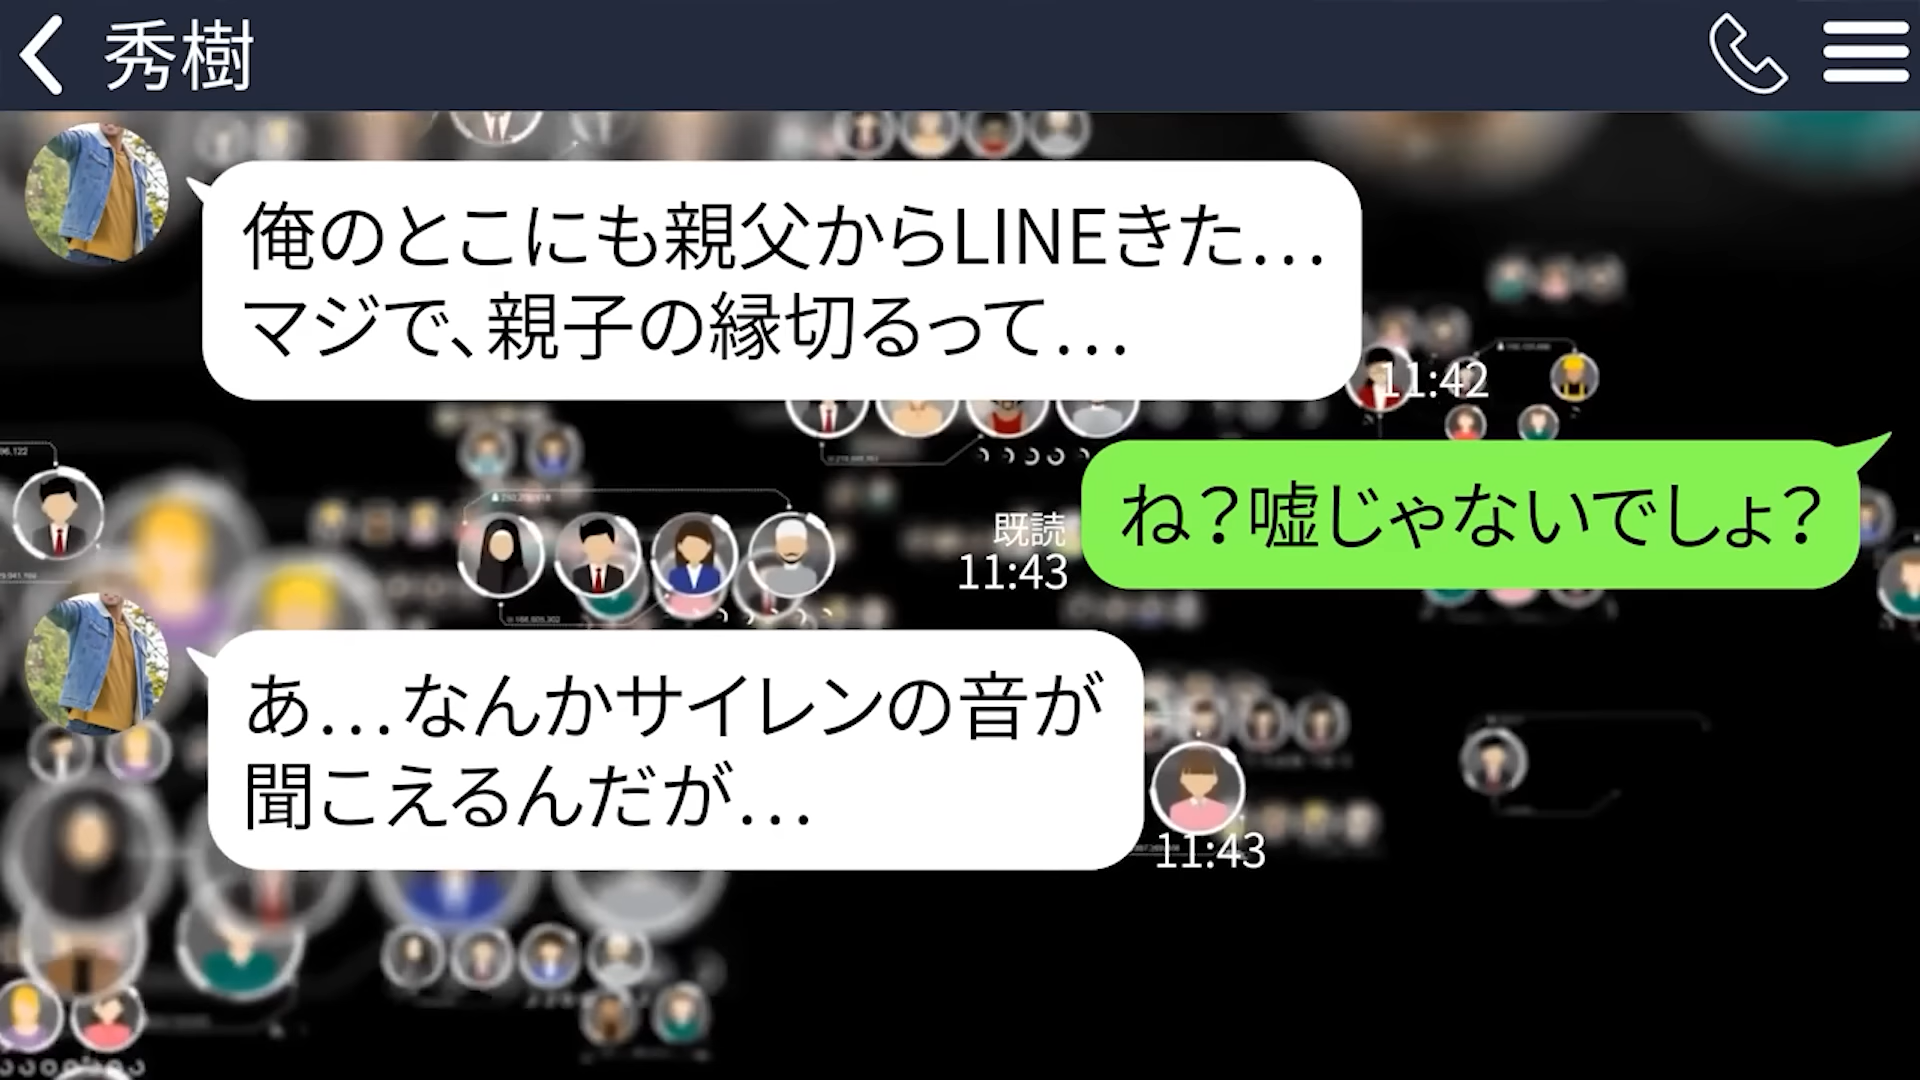 秀樹
俺のとこにも親父からLINEきた…
マジで、親子の縁切るって…
11:42
ね？嘘じゃないでしょ？
既読
11:43
あ…なんかサイレンの音が
聞こえるんだが…
11:43